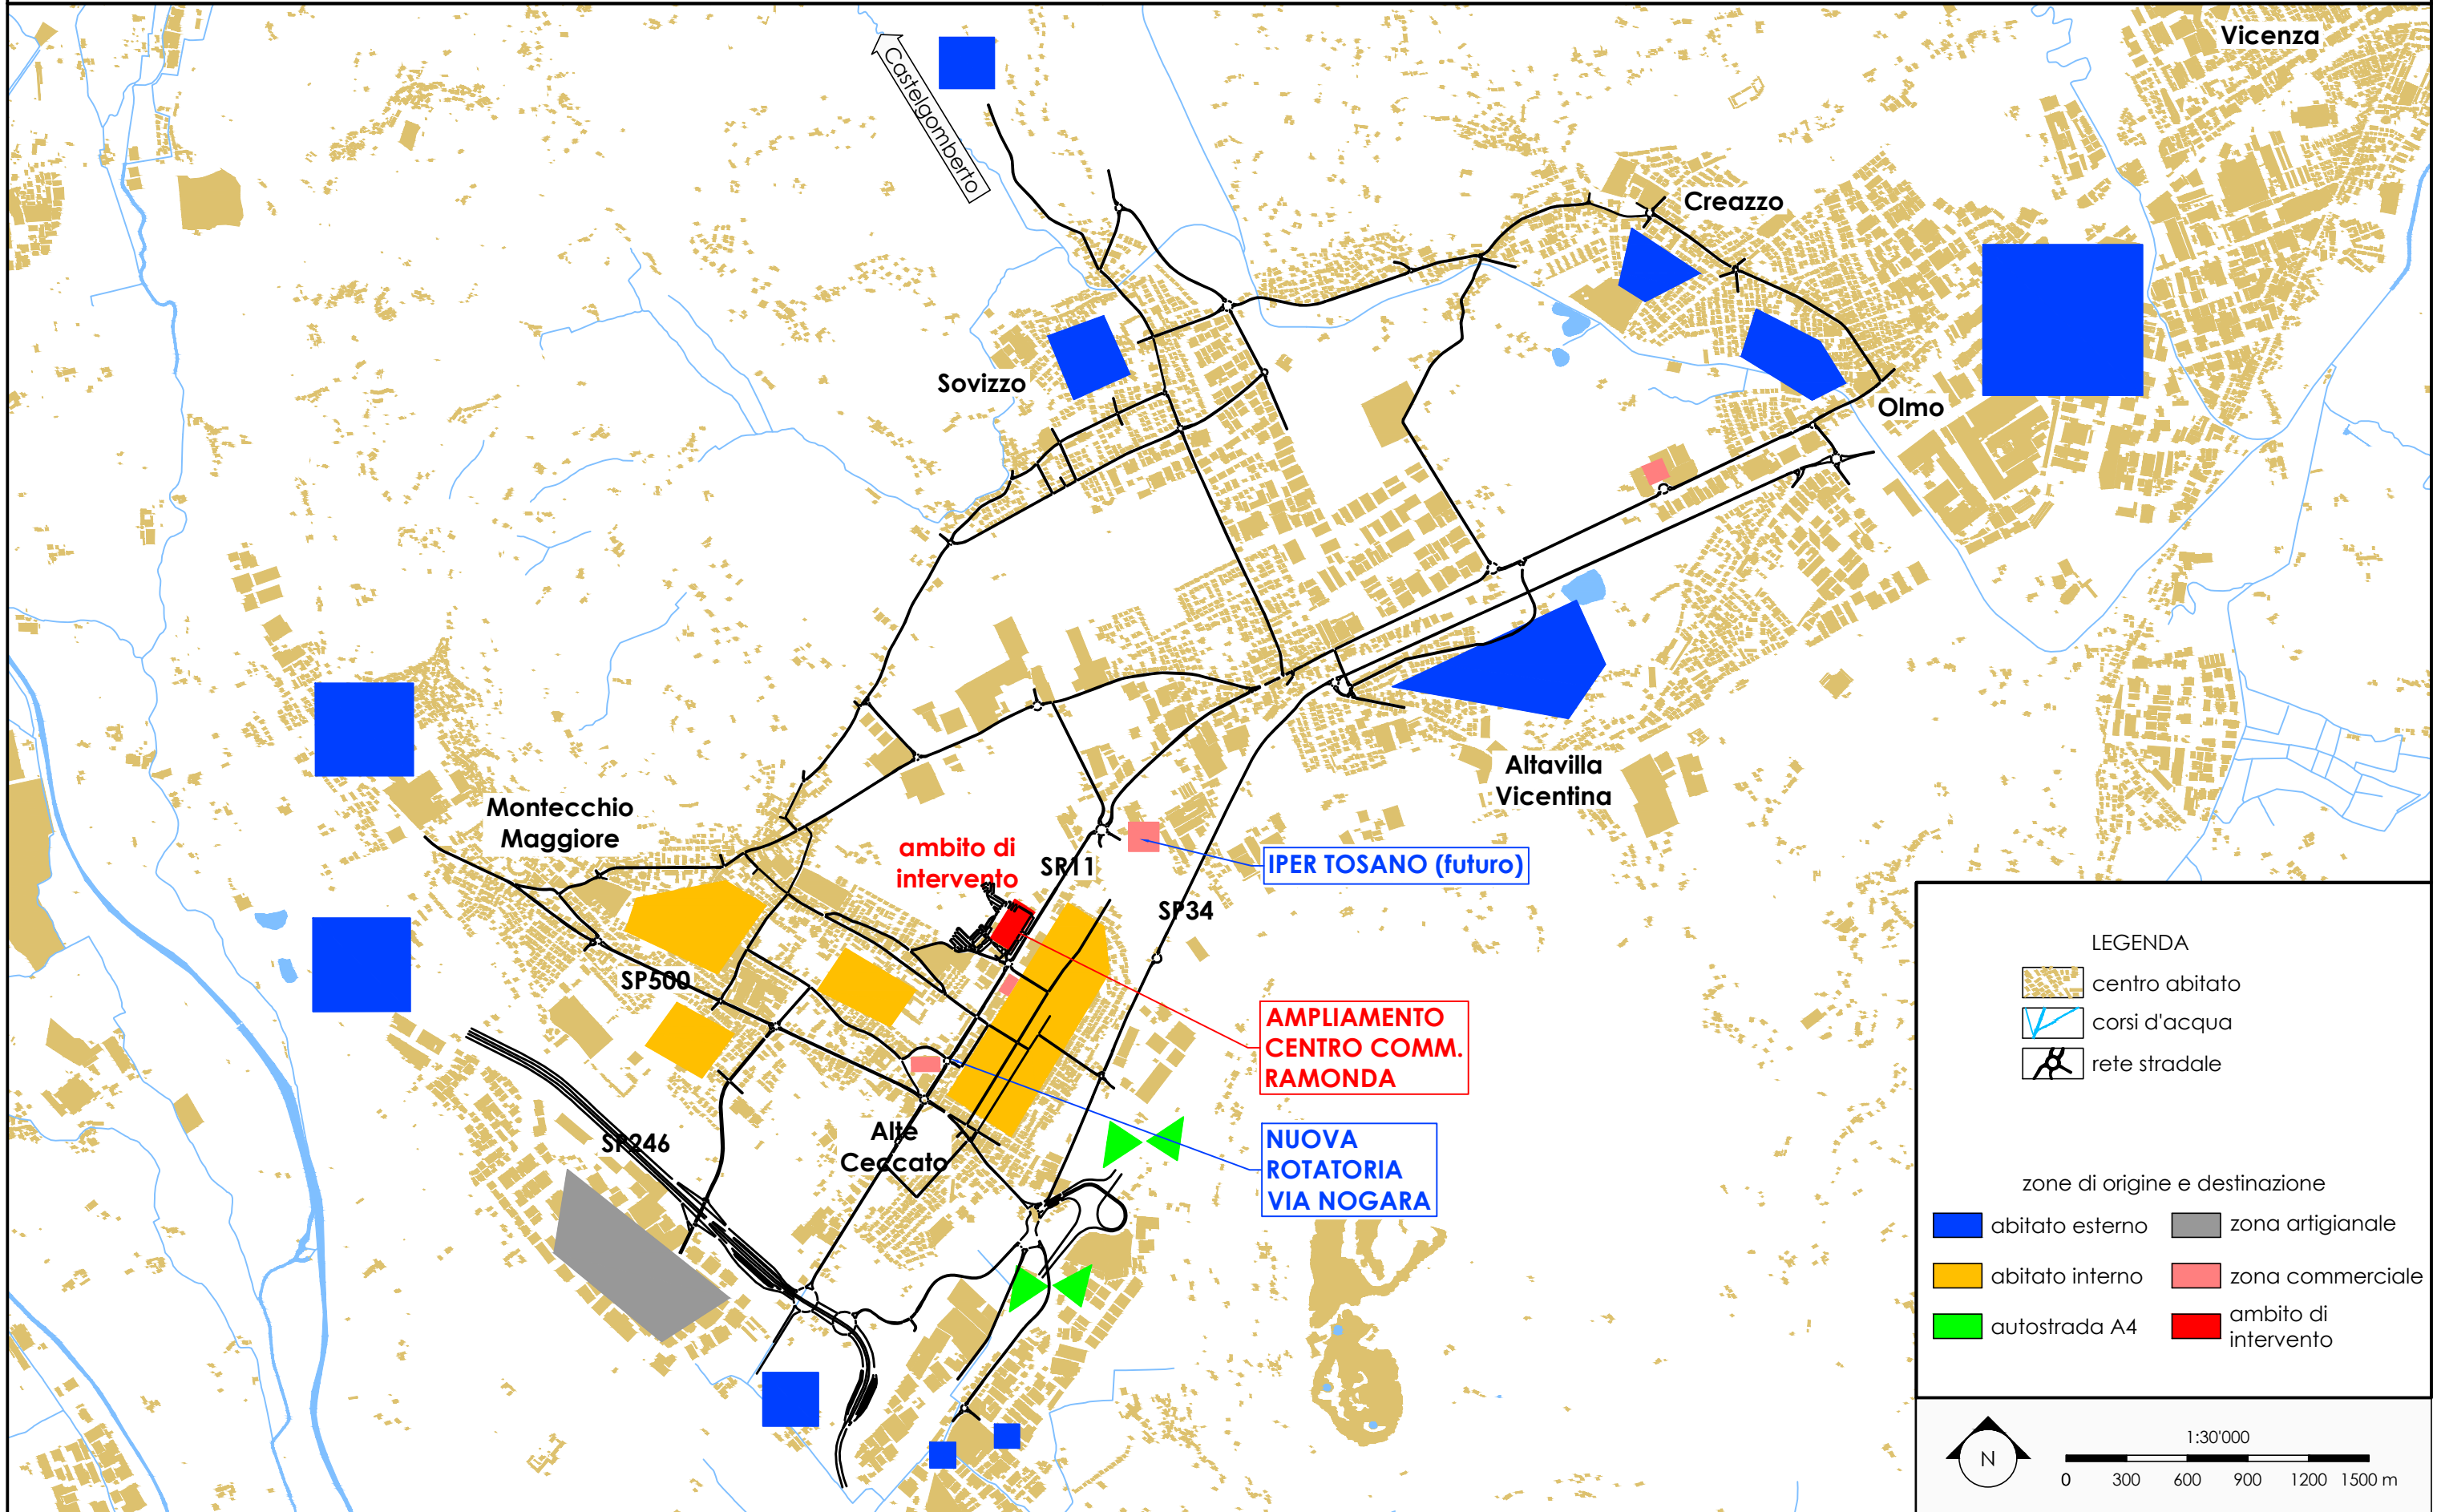 Vicenza
Castelgomberto
Creazzo
Sovizzo
Olmo
Altavilla
Vicentina
Montecchio
Maggiore
ambito di
intervento
SR11
IPER TOSANO (futuro)
SP34
SP500
AMPLIAMENTO
CENTRO COMM.
RAMONDA
NUOVA
ROTATORIA
VIA NOGARA
Alte
Ceccato
SP246
LEGENDA
centro abitato
corsi d'acqua
rete stradale
zone di origine e destinazione
abitato esterno
zona artigianale
abitato interno
zona commerciale
autostrada A4
ambito di
intervento
N
1:30'000
0 300 600 900 1200 1500 m